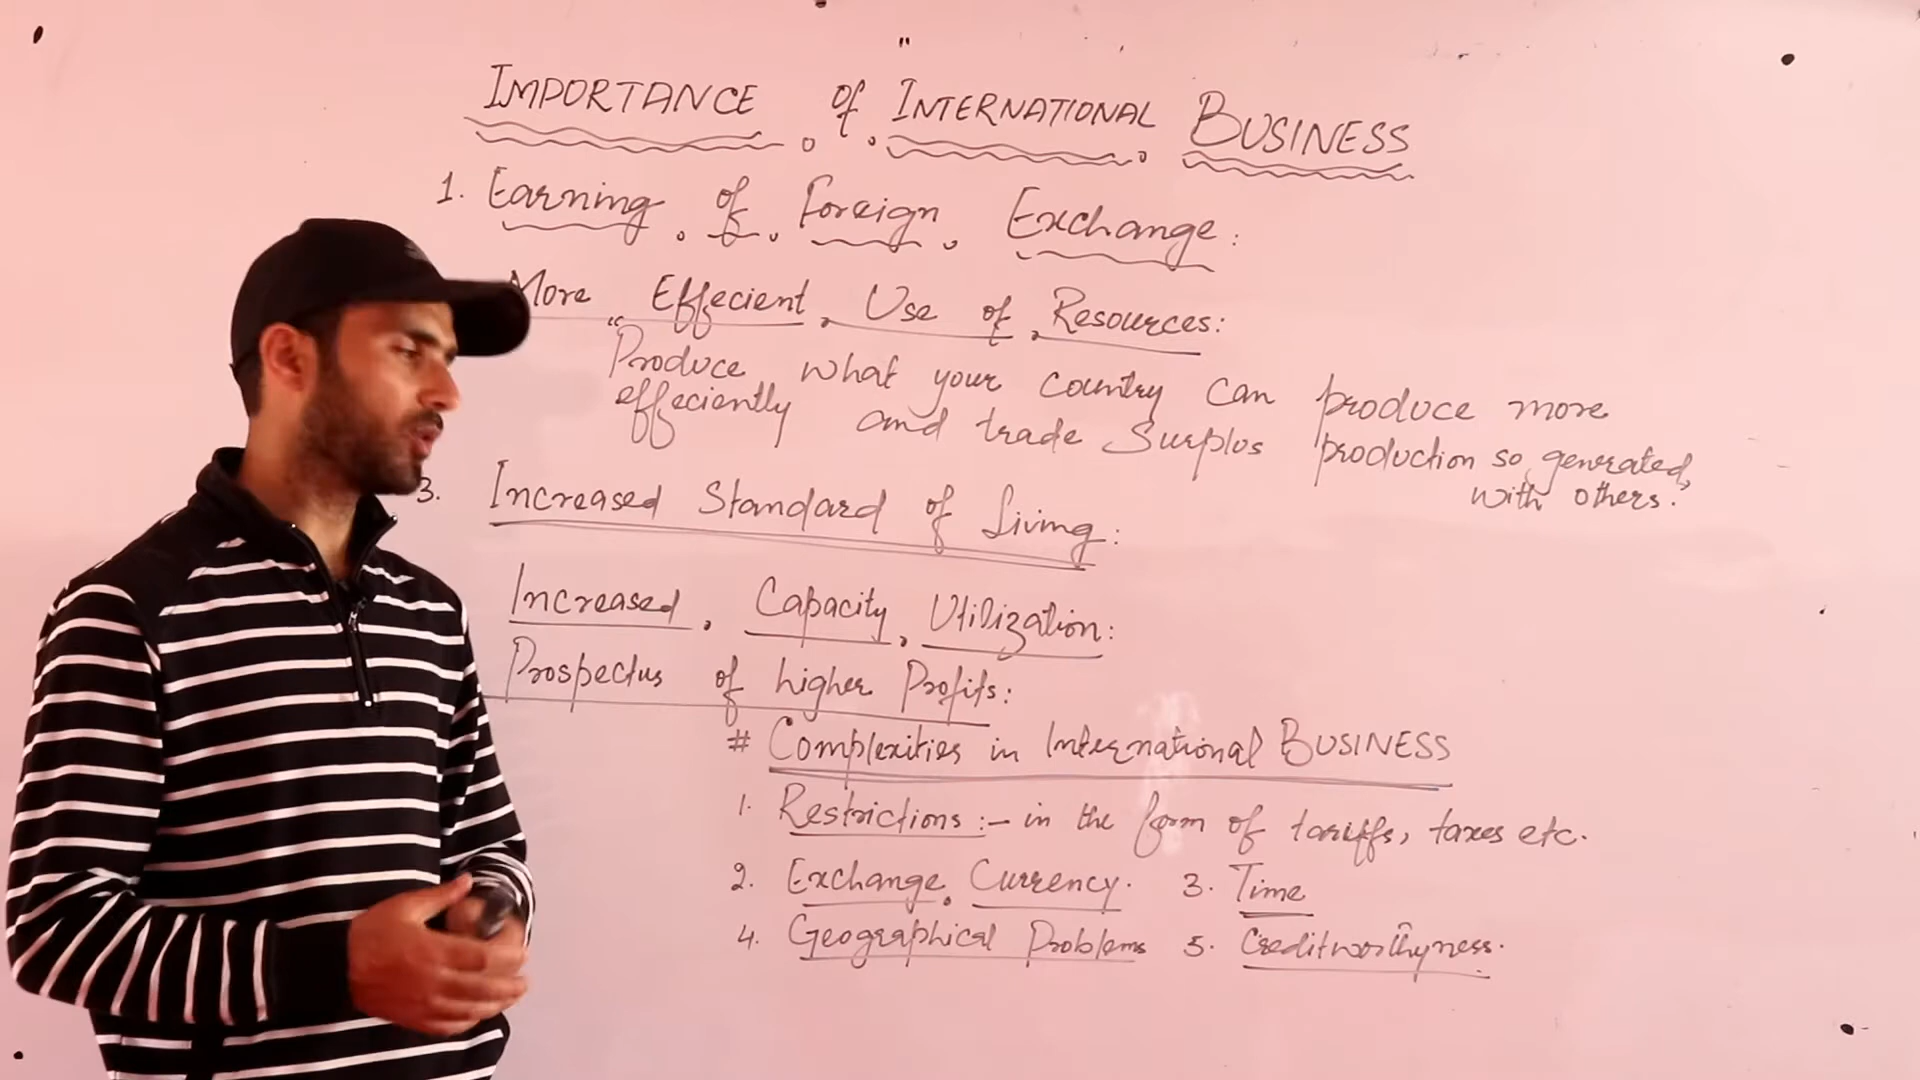 IMPORTANCE of INTERNATIONAL BUSINESS
1. Earning of Foreign Exchange:
More Effecient Use of Resources:
"Produce what your country can produce more
effeciently and trade Surplus production so generated,
with others."
3. Increased Standard of Living:
Increased Capacity Utilization:
Prospectus of higher Profits:
# Complexities in International BUSINESS
1. Restrictions :- in the form of tariffs, taxes etc.
2. Exchange Currency. 3. Time
4. Geographical Problems 5. Creditworthyness.